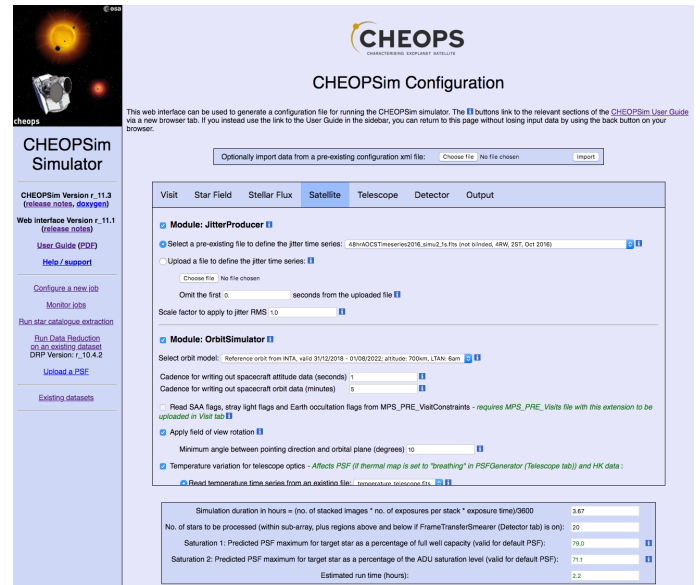 esa
cheops
CHEOPSim
Simulator
CHEOPSim Version r_11.3
(release notes, doxygen)
Web interface Version r_11.1
(release notes)
User Guide (PDF)
Help / support
Configure a new job
Monitor jobs
Run star catalogue extraction
Run Data Reduction
on an existing dataset
DRP Version: r_10.4.2
Upload a PSF
Existing datasets
CHEOPS
CHARACTERISING EXOPLANET SATELLITE
CHEOPSim Configuration
This web interface can be used to generate a configuration file for running the CHEOPSim simulator. The i buttons link to the relevant sections of the CHEOPSim User Guide
via a new browser tab. If you instead use the link to the User Guide in the sidebar, you can return to this page without losing input data by using the back button on your
browser.
Optionally import data from a pre-existing configuration xml file: Choose file No file chosen Import
Visit Star Field Stellar Flux Satellite Telescope Detector Output
Module: JitterProducer i
Select a pre-existing file to define the jitter time series: 48hrAOCSTimeseries2016_simu2_1s.fits (not blinded, 4RW, 2ST, Oct 2016) i
Upload a file to define the jitter time series: i
Choose file No file chosen
Omit the first 0. seconds from the uploaded file i
Scale factor to apply to jitter RMS 1.0 i
Module: OrbitSimulator i
Select orbit model: Reference orbit from INTA, valid 31/12/2018 - 01/08/2022; altitude: 700km, LTAN: 6am i
Cadence for writing out spacecraft attitude data (seconds) 1 i
Cadence for writing out spacecraft orbit data (minutes) 5 i
Read SAA flags, stray light flags and Earth occultation flags from MPS_PRE_VisitConstraints - requires MPS_PRE_Visits file with this extension to be
uploaded in Visit tab i
Apply field of view rotation i
Minimum angle between pointing direction and orbital plane (degrees) 10 i
Temperature variation for telescope optics - Affects PSF (if thermal map is set to "breathing" in PSFGenerator (Telescope tab)) and HK data :
Read temperature time series from an existing file: temperature_telescope.fits i
Simulation duration in hours = (no. of stacked images * no. of exposures per stack * exposure time)/3600 3.67
No. of stars to be processed (within sub-array, plus regions above and below if FrameTransferSmearer (Detector tab) is on): 20
Saturation 1: Predicted PSF maximum for target star as a percentage of full well capacity (valid for default PSF): 79.0 i
Saturation 2: Predicted PSF maximum for target star as a percentage of the ADU saturation level (valid for default PSF): 71.1 i
Estimated run time (hours): 2.2